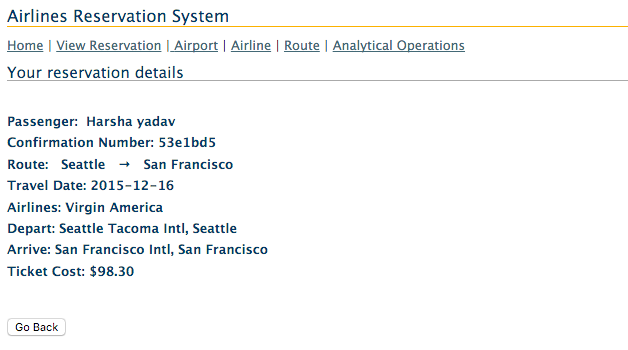 Airlines Reservation System
Home | View Reservation | Airport | Airline | Route | Analytical Operations
Your reservation details
Passenger: Harsha yadav
Confirmation Number: 53e1bd5
Route: Seattle → San Francisco
Travel Date: 2015-12-16
Airlines: Virgin America
Depart: Seattle Tacoma Intl, Seattle
Arrive: San Francisco Intl, San Francisco
Ticket Cost: $98.30
Go Back